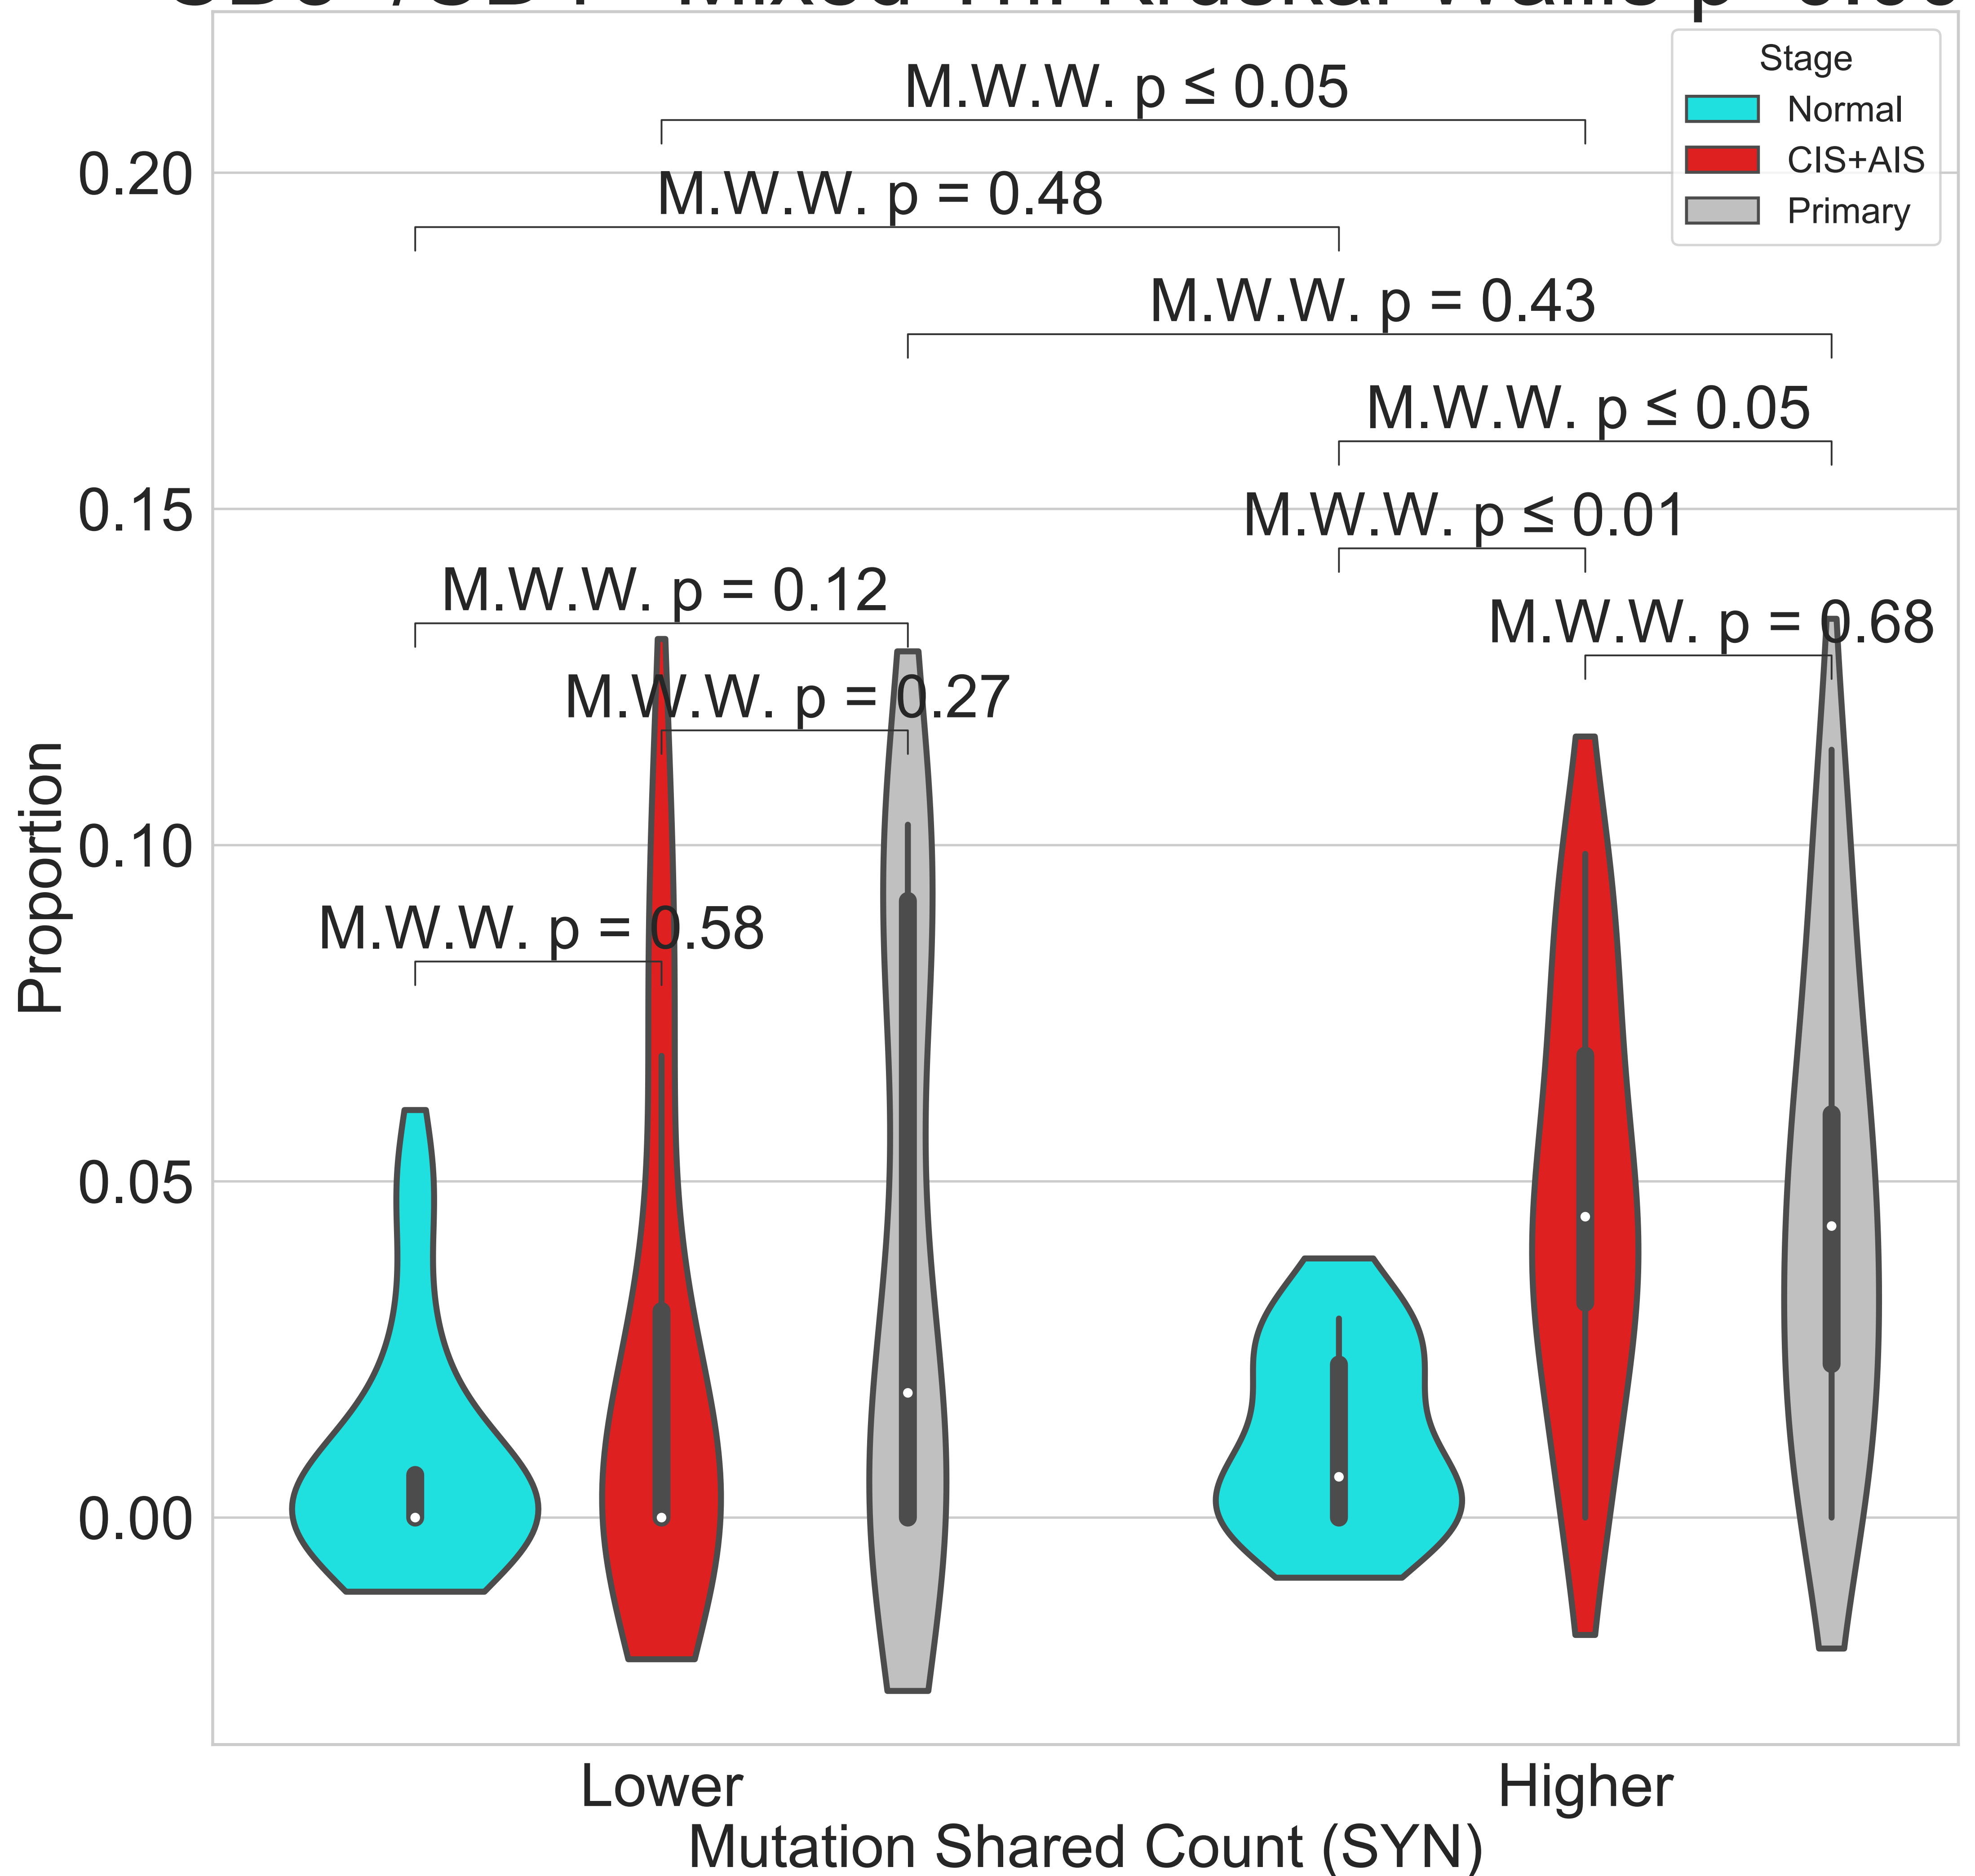 Stage
Normal
CIS+AIS
Primary
M.W.W. p ≤ 0.05
M.W.W. p = 0.48
M.W.W. p = 0.43
M.W.W. p ≤ 0.05
M.W.W. p ≤ 0.01
M.W.W. p = 0.68
M.W.W. p = 0.12
M.W.W. p = 0.27
M.W.W. p = 0.58
Proportion
0.20
0.15
0.10
0.05
0.00
Lower
Higher
Mutation Shared Count (SYN)